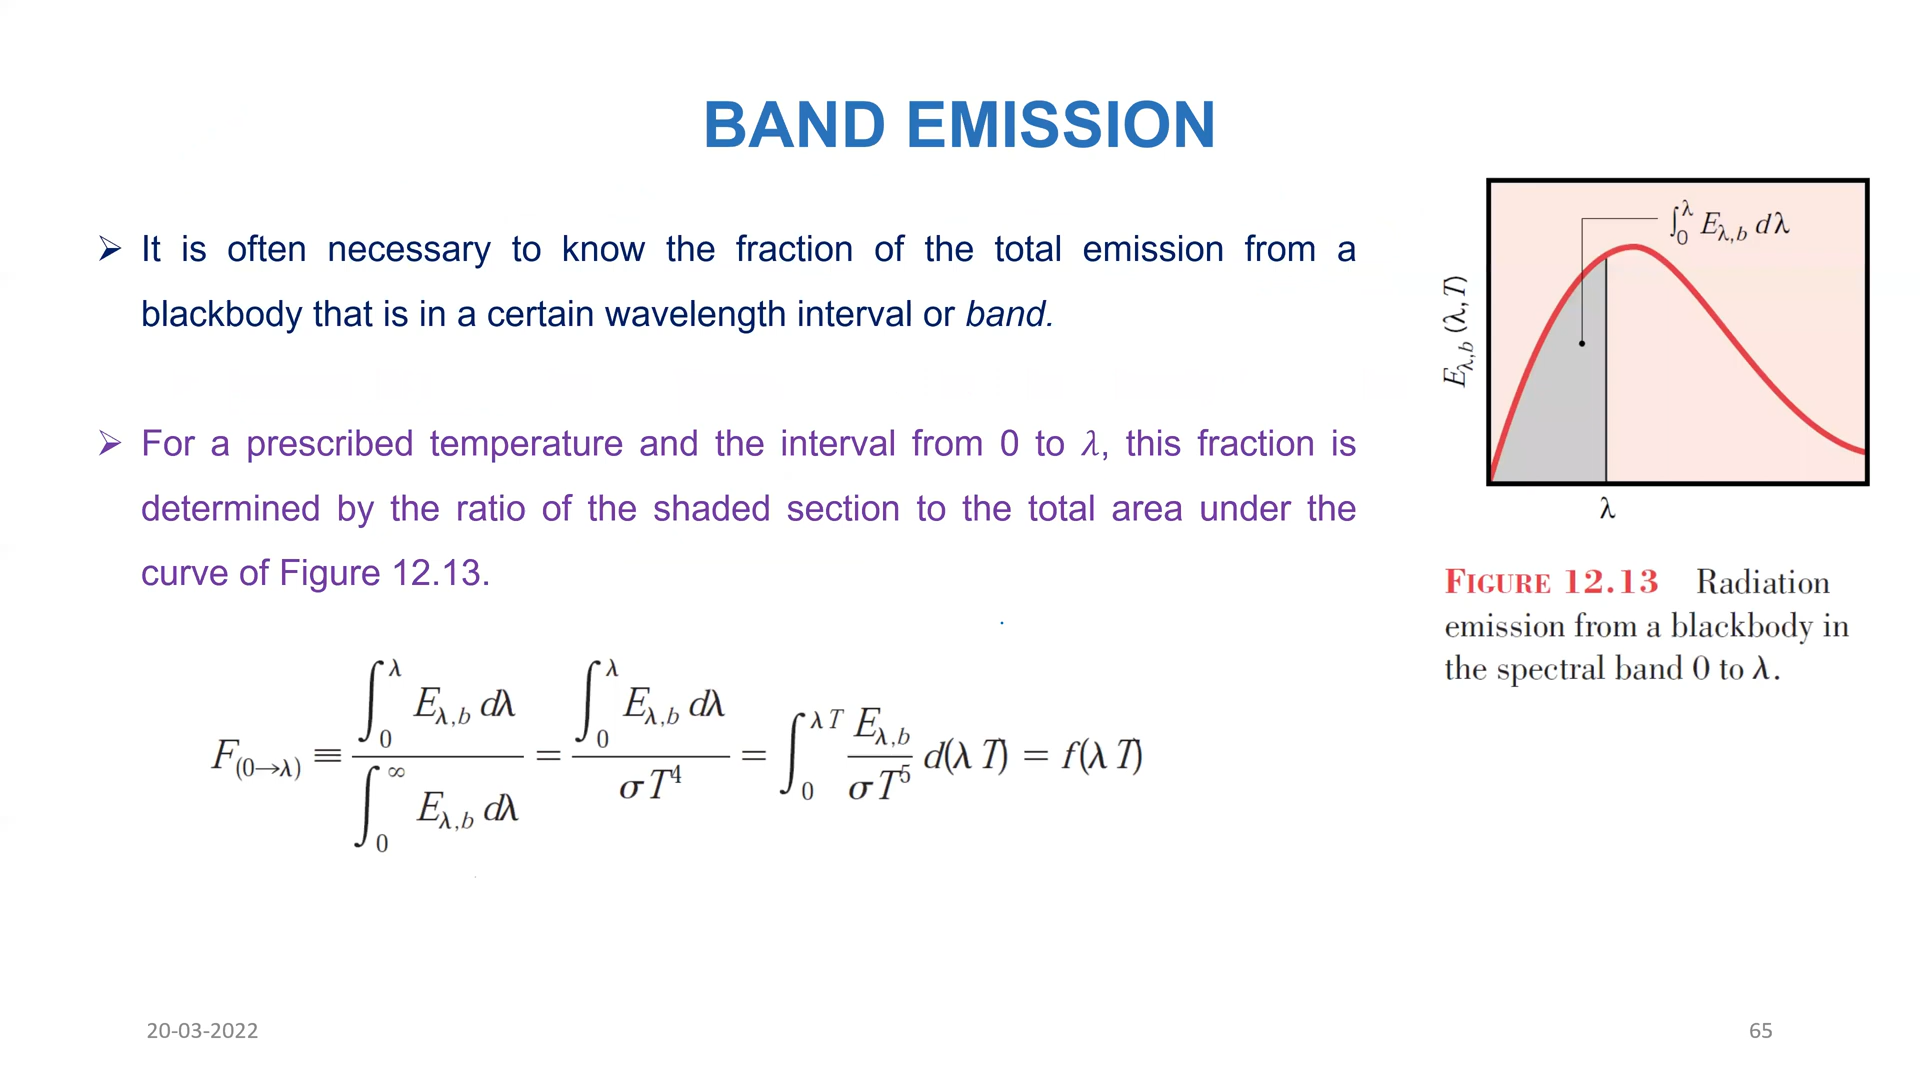 BAND EMISSION
➢ It is often necessary to know the fraction of the total emission from a
blackbody that is in a certain wavelength interval or band.
➢ For a prescribed temperature and the interval from 0 to λ, this fraction is
determined by the ratio of the shaded section to the total area under the
curve of Figure 12.13.
F(0→λ) ≡ ∫₀^λ Eλ,b dλ / ∫₀^∞ Eλ,b dλ = ∫₀^λ Eλ,b dλ / σT⁴ = ∫₀^λT Eλ,b / σT⁵ d(λT) = f(λT)
∫₀^λ Eλ,b dλ
Eλ,b (λ,T)
λ
FIGURE 12.13 Radiation
emission from a blackbody in
the spectral band 0 to λ.
20-03-2022
65